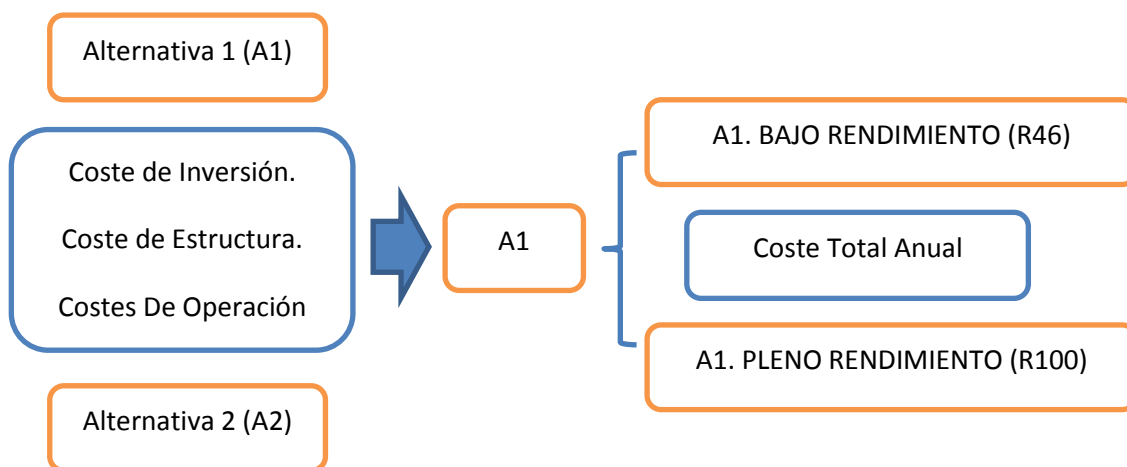 Alternativa 1 (A1)
Coste de Inversión.
Coste de Estructura.
Costes De Operación
Alternativa 1 (A2)
A1
A1. BAJO RENDIMIENTO (R46)
Coste Total Anual
A1. PLENO RENDIMIENTO (R100)